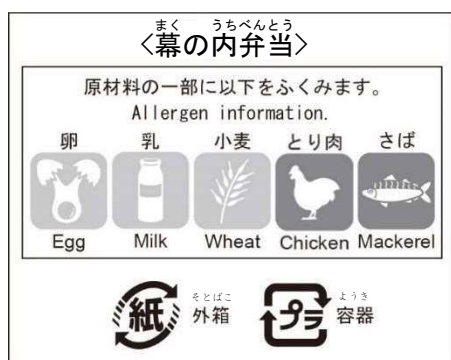 まく うちべんとう
〈幕の内弁当〉
原材料の一部に以下をふくみます。
Allergen information.
卵 乳 小麦 とり肉 さば
Egg Milk Wheat Chicken Mackerel
そとばこ ようき
紙 外箱 プラ 容器